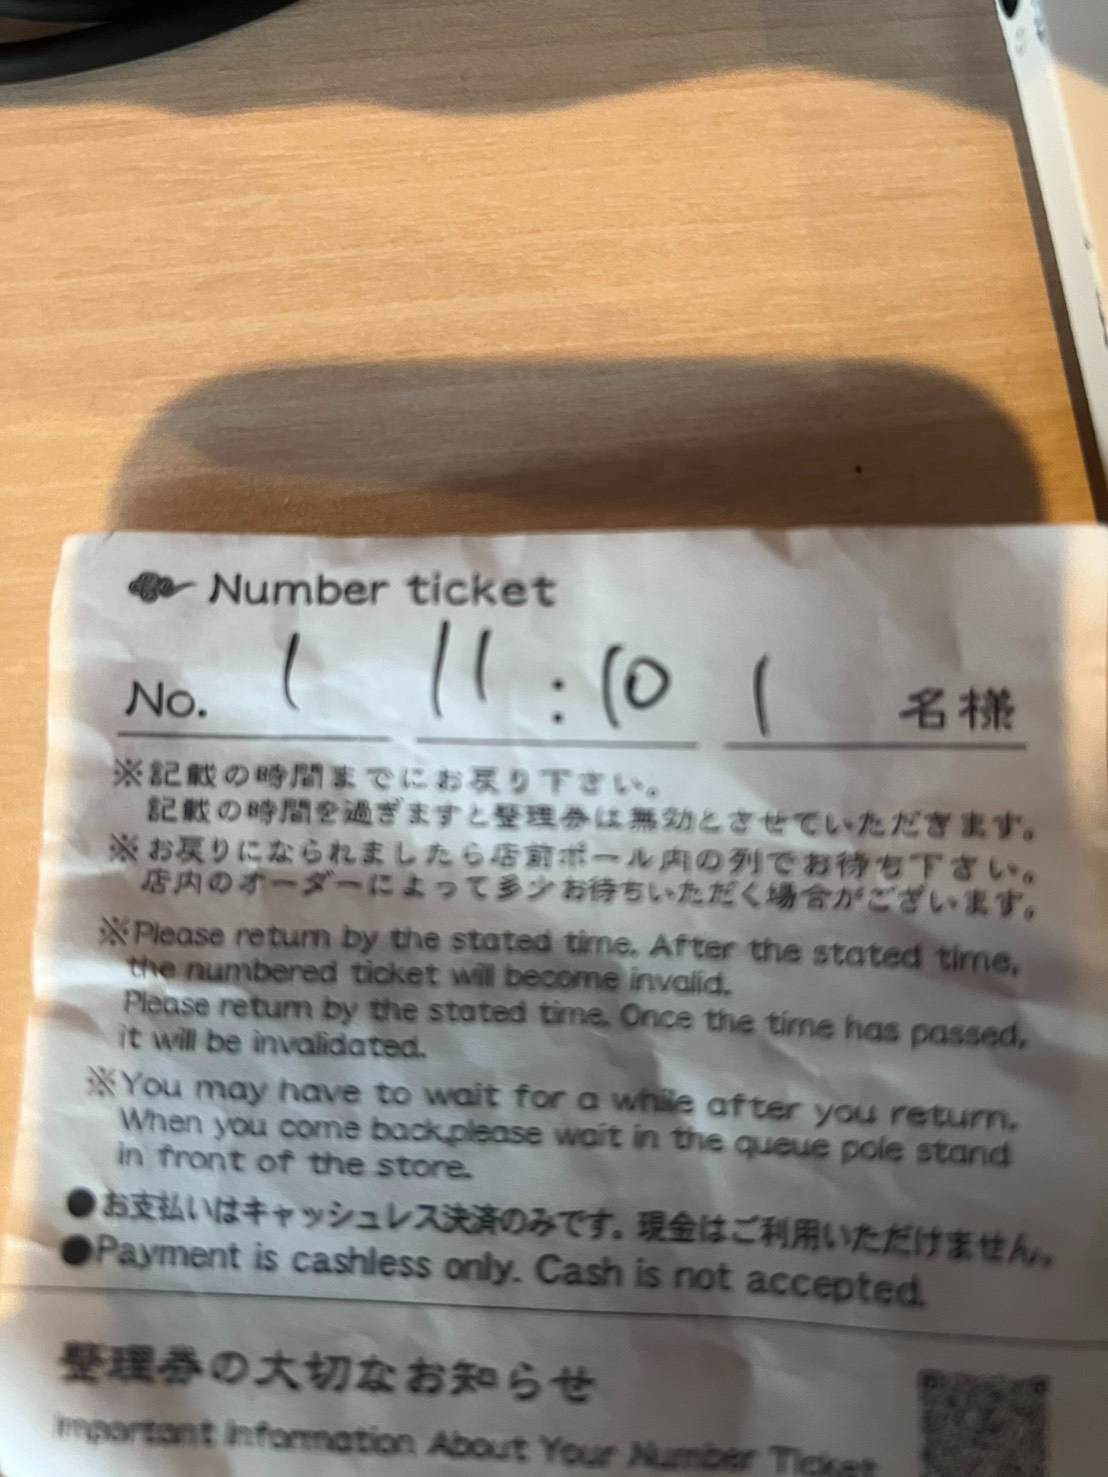 Number ticket
No. 1 11:10 1 名様
※記載の時間までにお戻り下さい。
記載の時間を過ぎますと整理券は無効とさせていただきます。
※お戻りになられましたら店前ポール内の列でお待ち下さい。
店内のオーダーによって多少お待ちいただく場合がございます。
※Please return by the stated time. After the stated time,
the numbered ticket will become invalid.
Please return by the stated time. Once the time has passed,
it will be invalidated.
※You may have to wait for a while after you return.
When you come back,please wait in the queue pole stand
in front of the store.
●お支払いはキャッシュレス決済のみです。現金はご利用いただけません。
●Payment is cashless only. Cash is not accepted.
整理券の大切なお知らせ
Important Information About Your Number Ticket